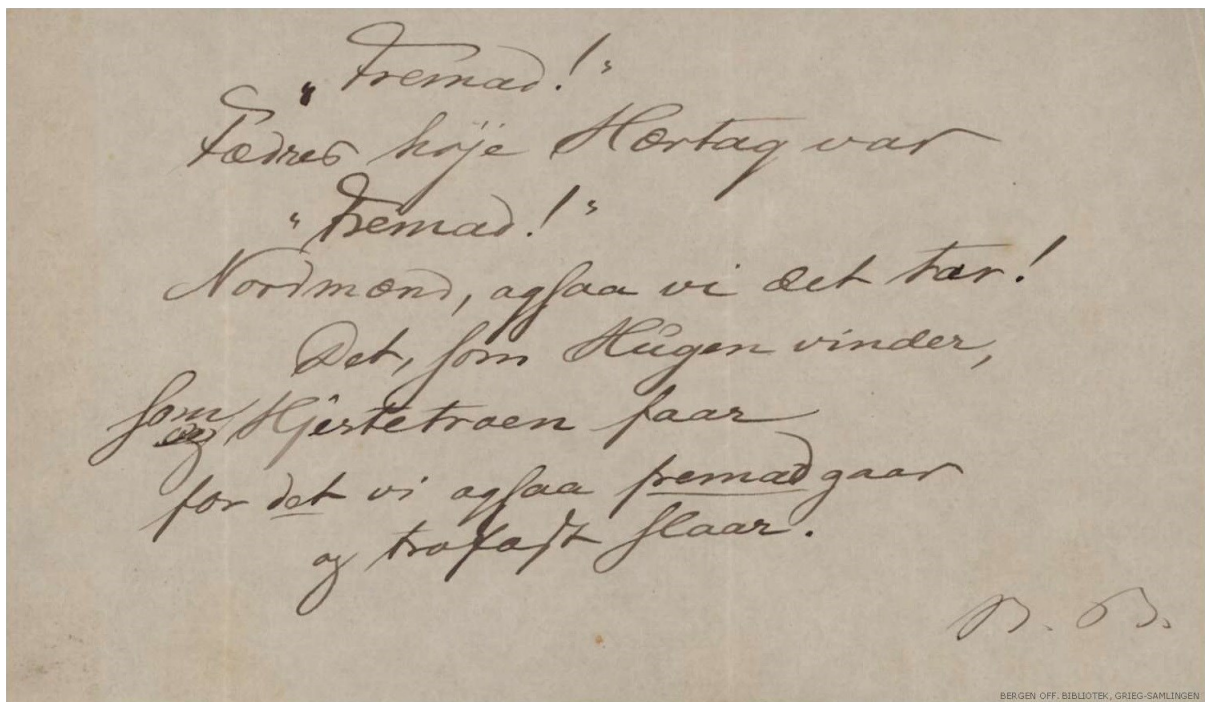 „Fremad!“
Fædres høje Hærtag var
„Fremad!“
Nordmænd, ogsaa vi det tar!
Det, som Hugen vinder,
som Hjertetroen faar
for det vi ogsaa fremad gaar
og trofast slaar.
B. B.
BERGEN OFF. BIBLIOTEK, GRIEG-SAMLINGEN